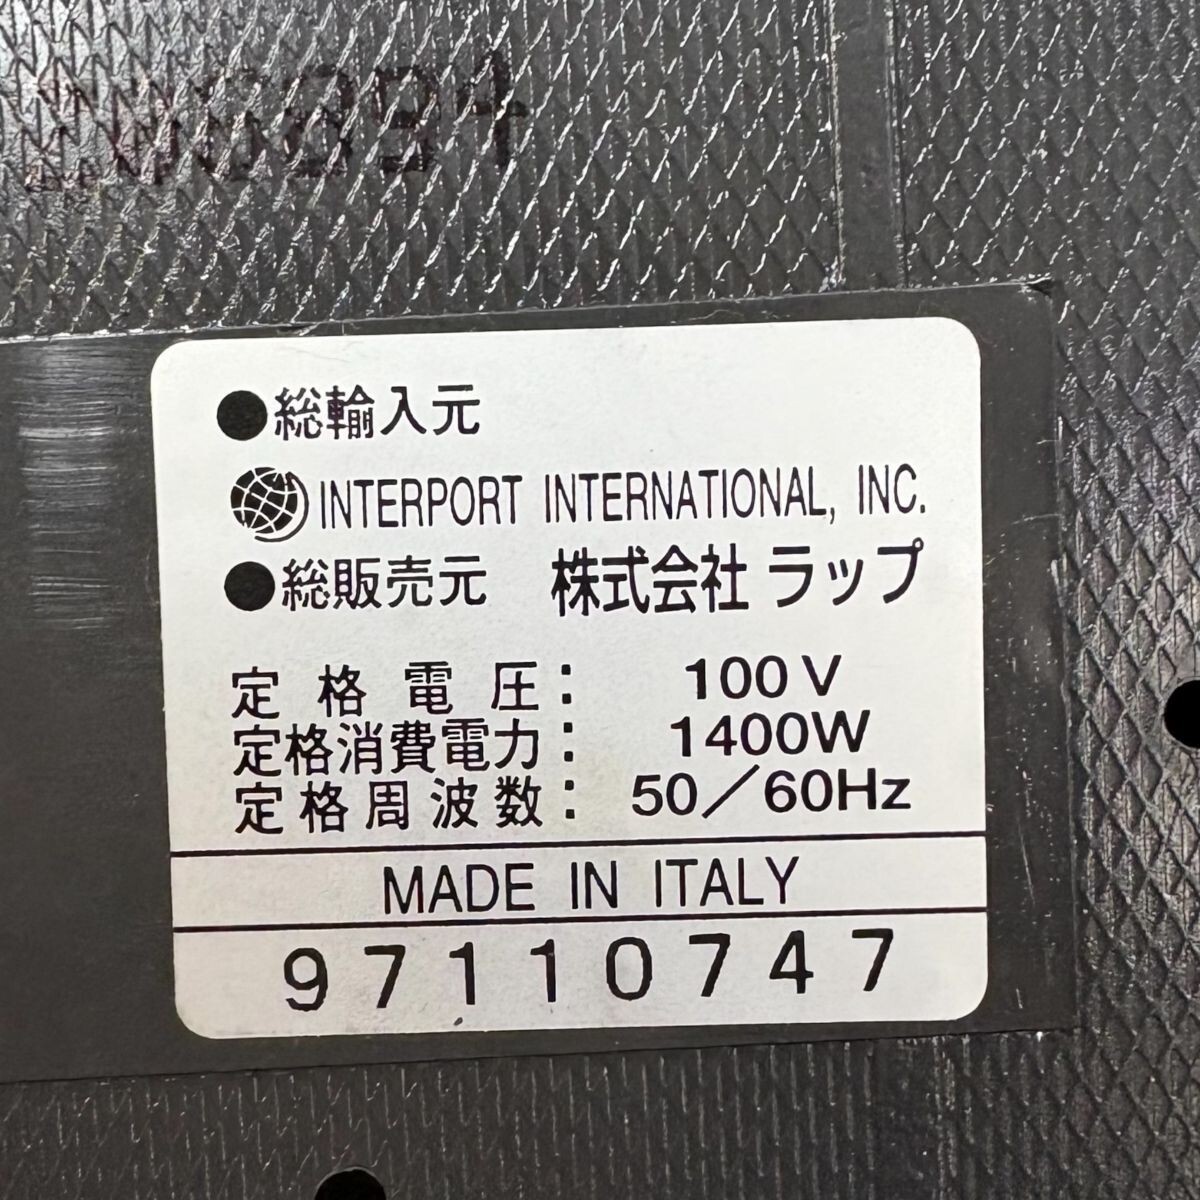 ●総輸入元
INTERPORT INTERNATIONAL, INC.
●総販売元 株式会社 ラップ
定格電圧： 100V
定格消費電力： 1400W
定格周波数： 50／60Hz
MADE IN ITALY
97110747